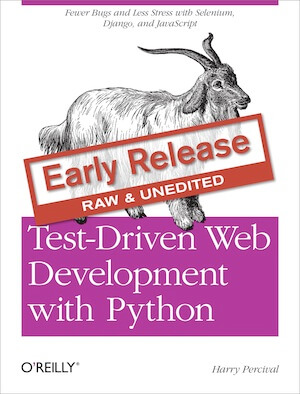 Fewer Bugs and Less Stress with Selenium,
Django, and JavaScript
Early Release
RAW & UNEDITED
Test-Driven Web
Development
with Python
O'REILLY®
Harry Percival